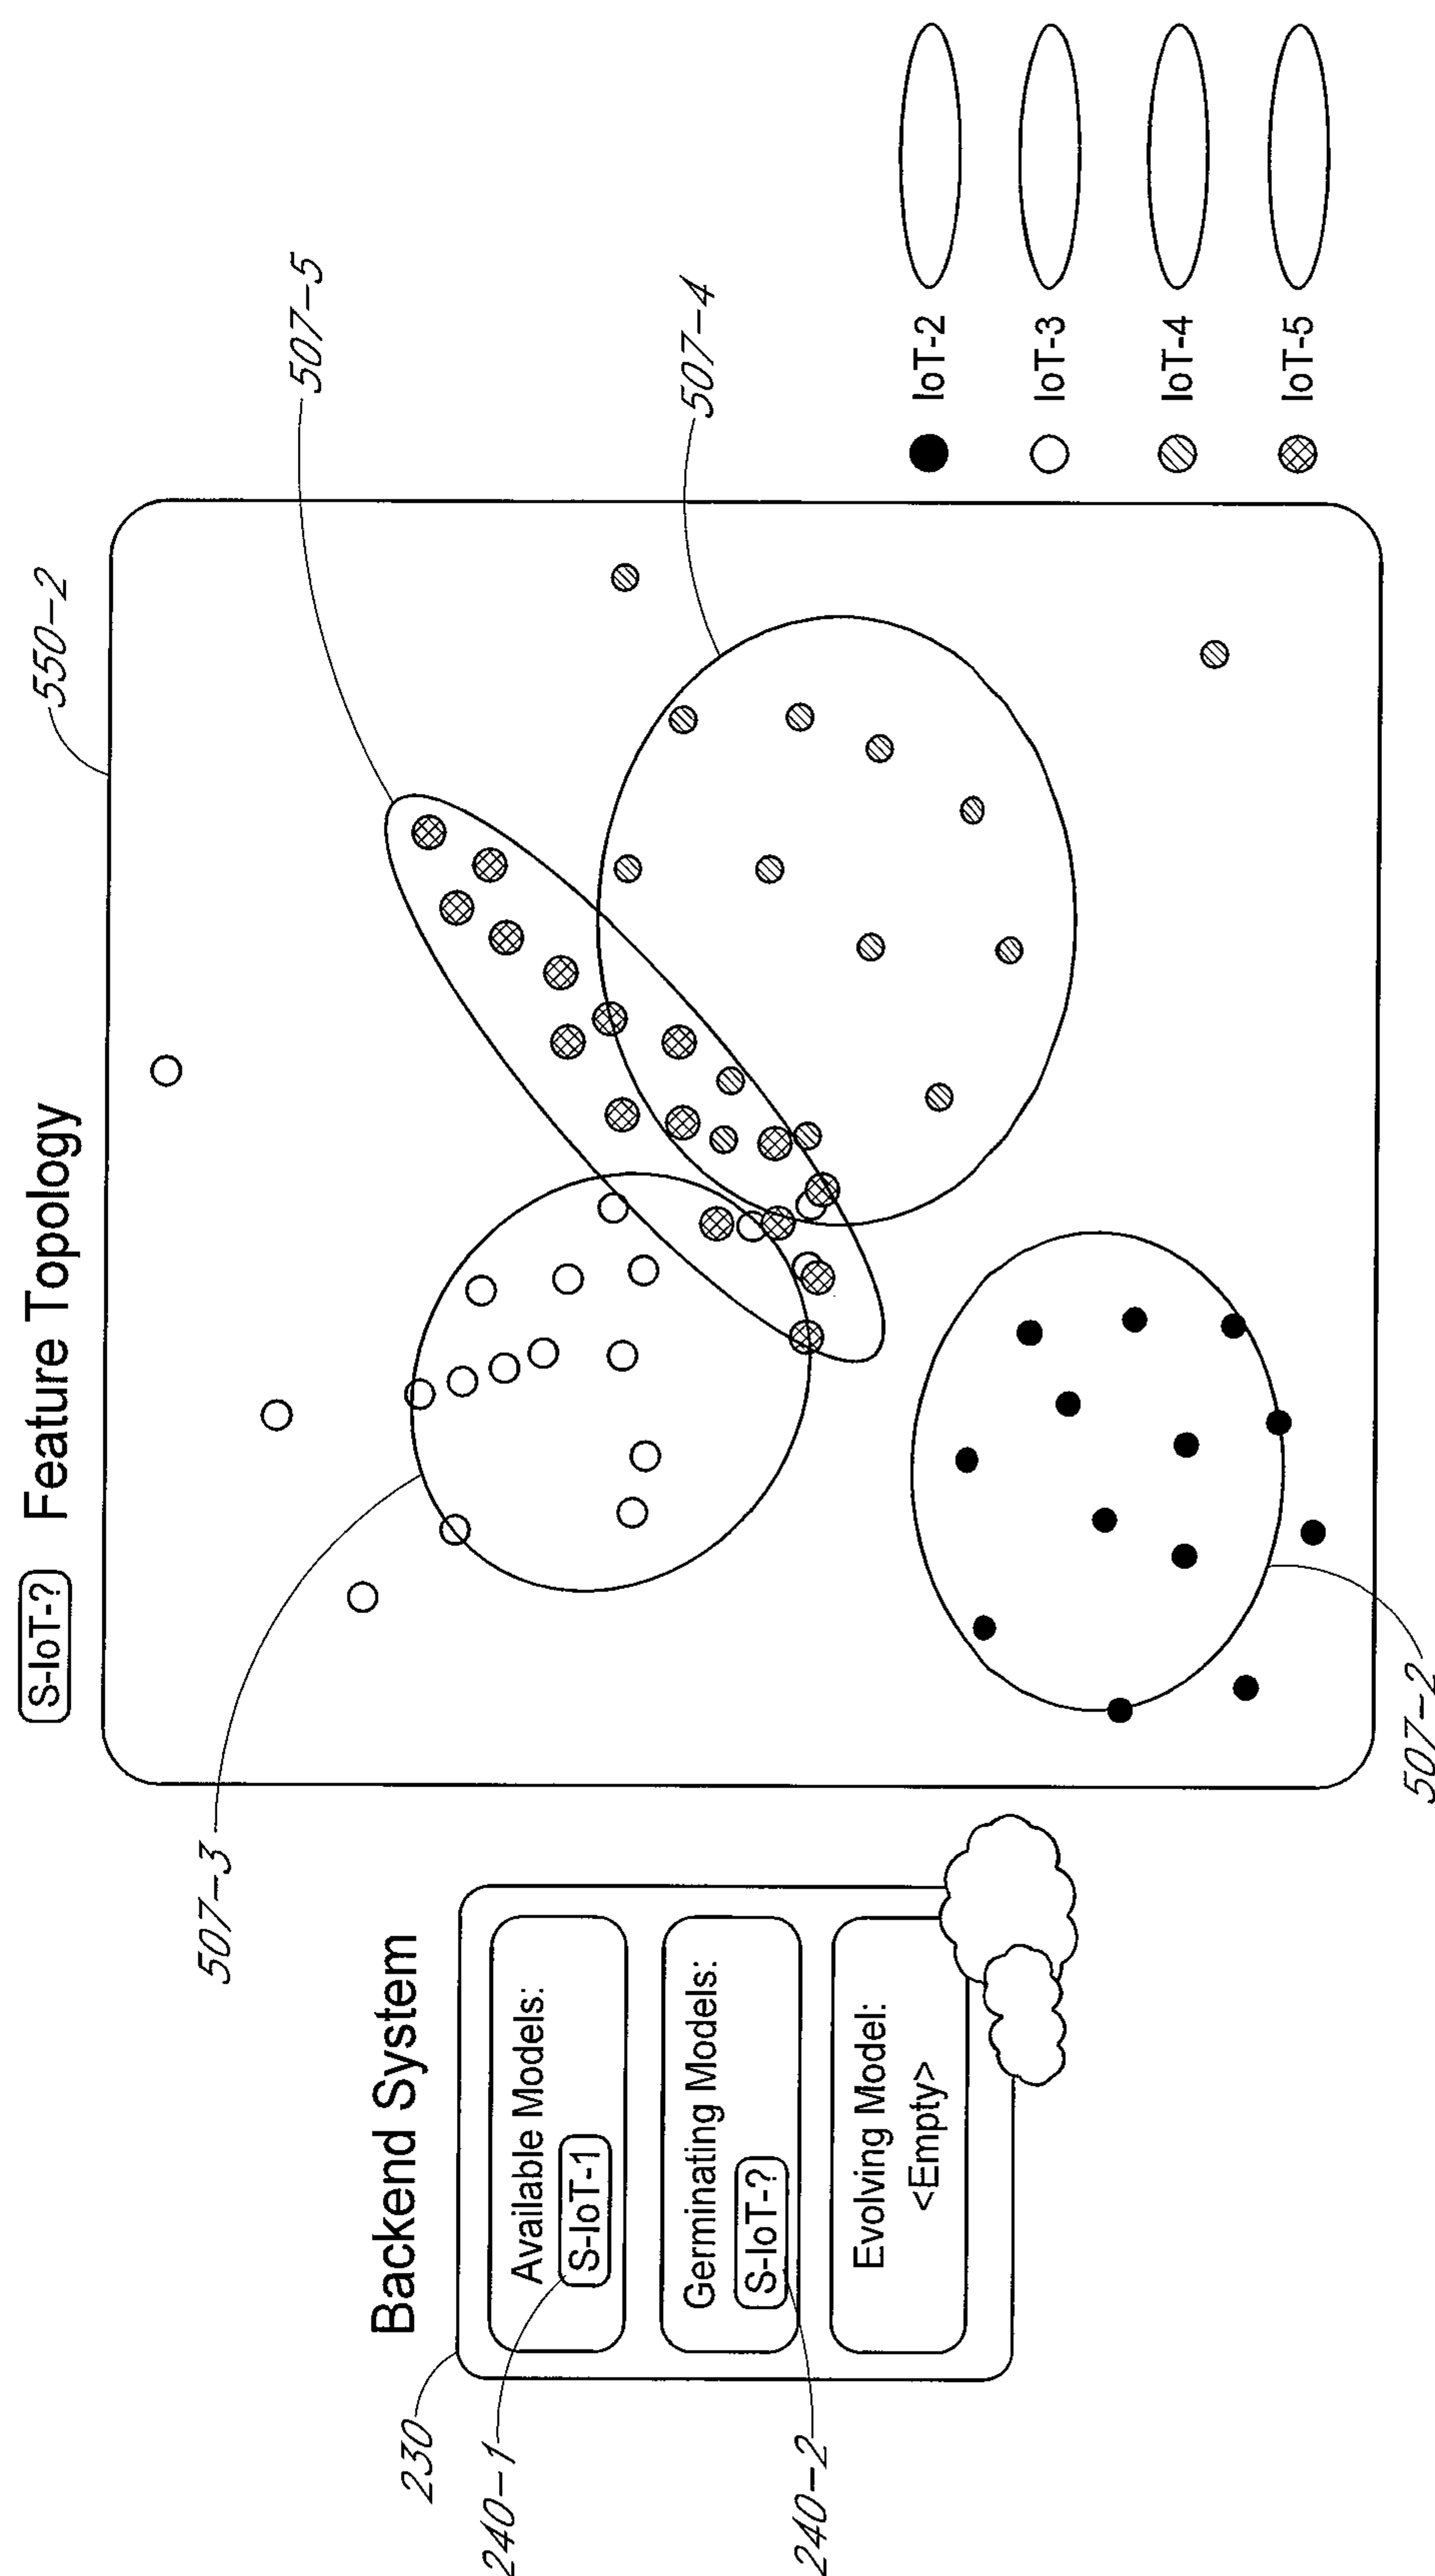 S-IoT-?
Feature Topology
550-2
507-5
507-4
507-3
507-2
IoT-2
IoT-3
IoT-4
IoT-5
Backend System
230
Available Models:
S-IoT-1
240-1
Germinating Models:
S-IoT-?
240-2
Evolving Model:
<Empty>